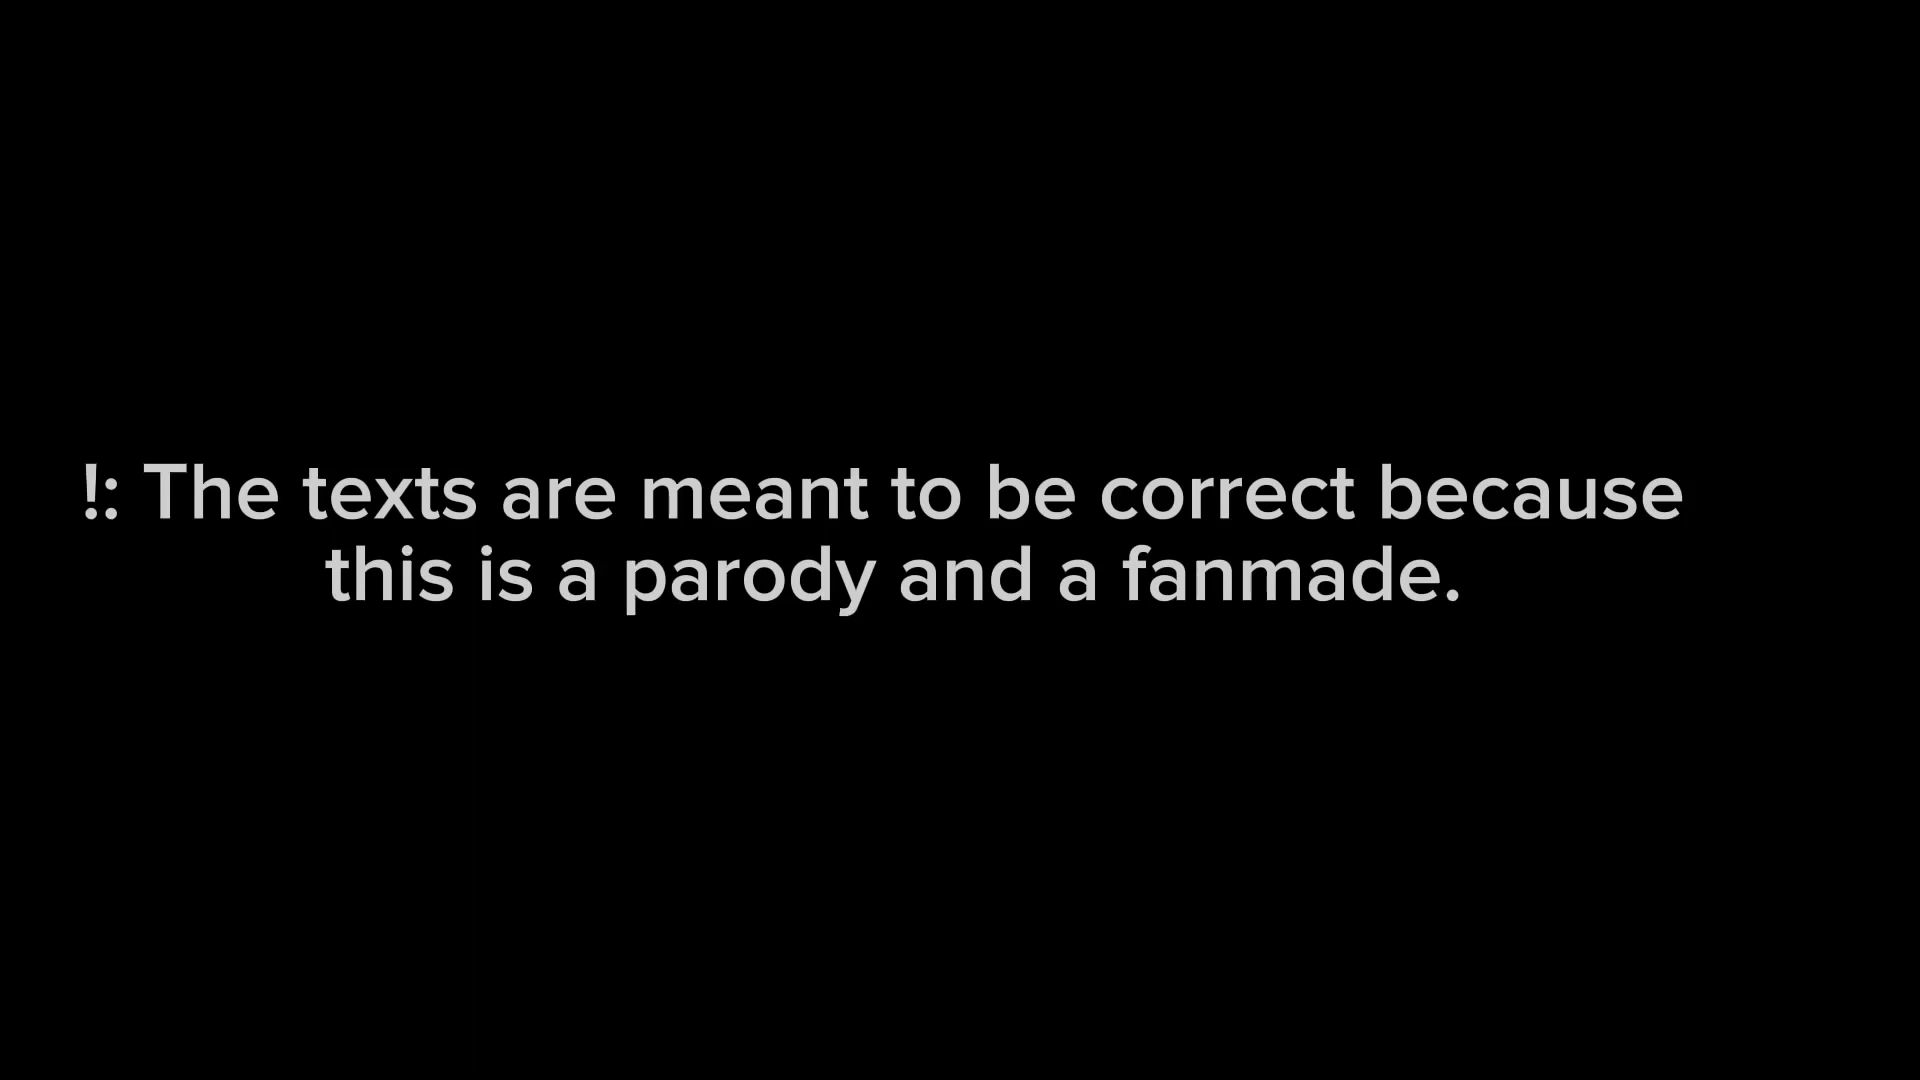 !: The texts are meant to be correct because
this is a parody and a fanmade.